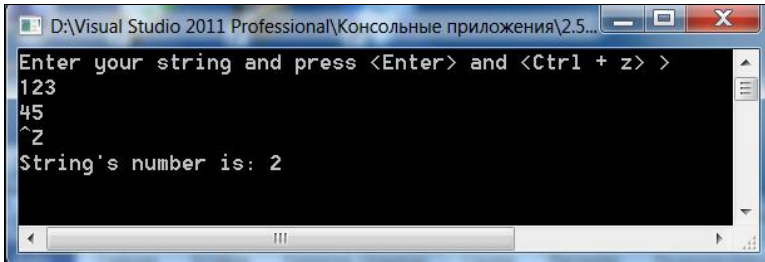 D:\Visual Studio 2011 Professional\Консольные приложения\2.5...
Enter your string and press <Enter> and <Ctrl + z> >
123
45
^Z
String's number is: 2